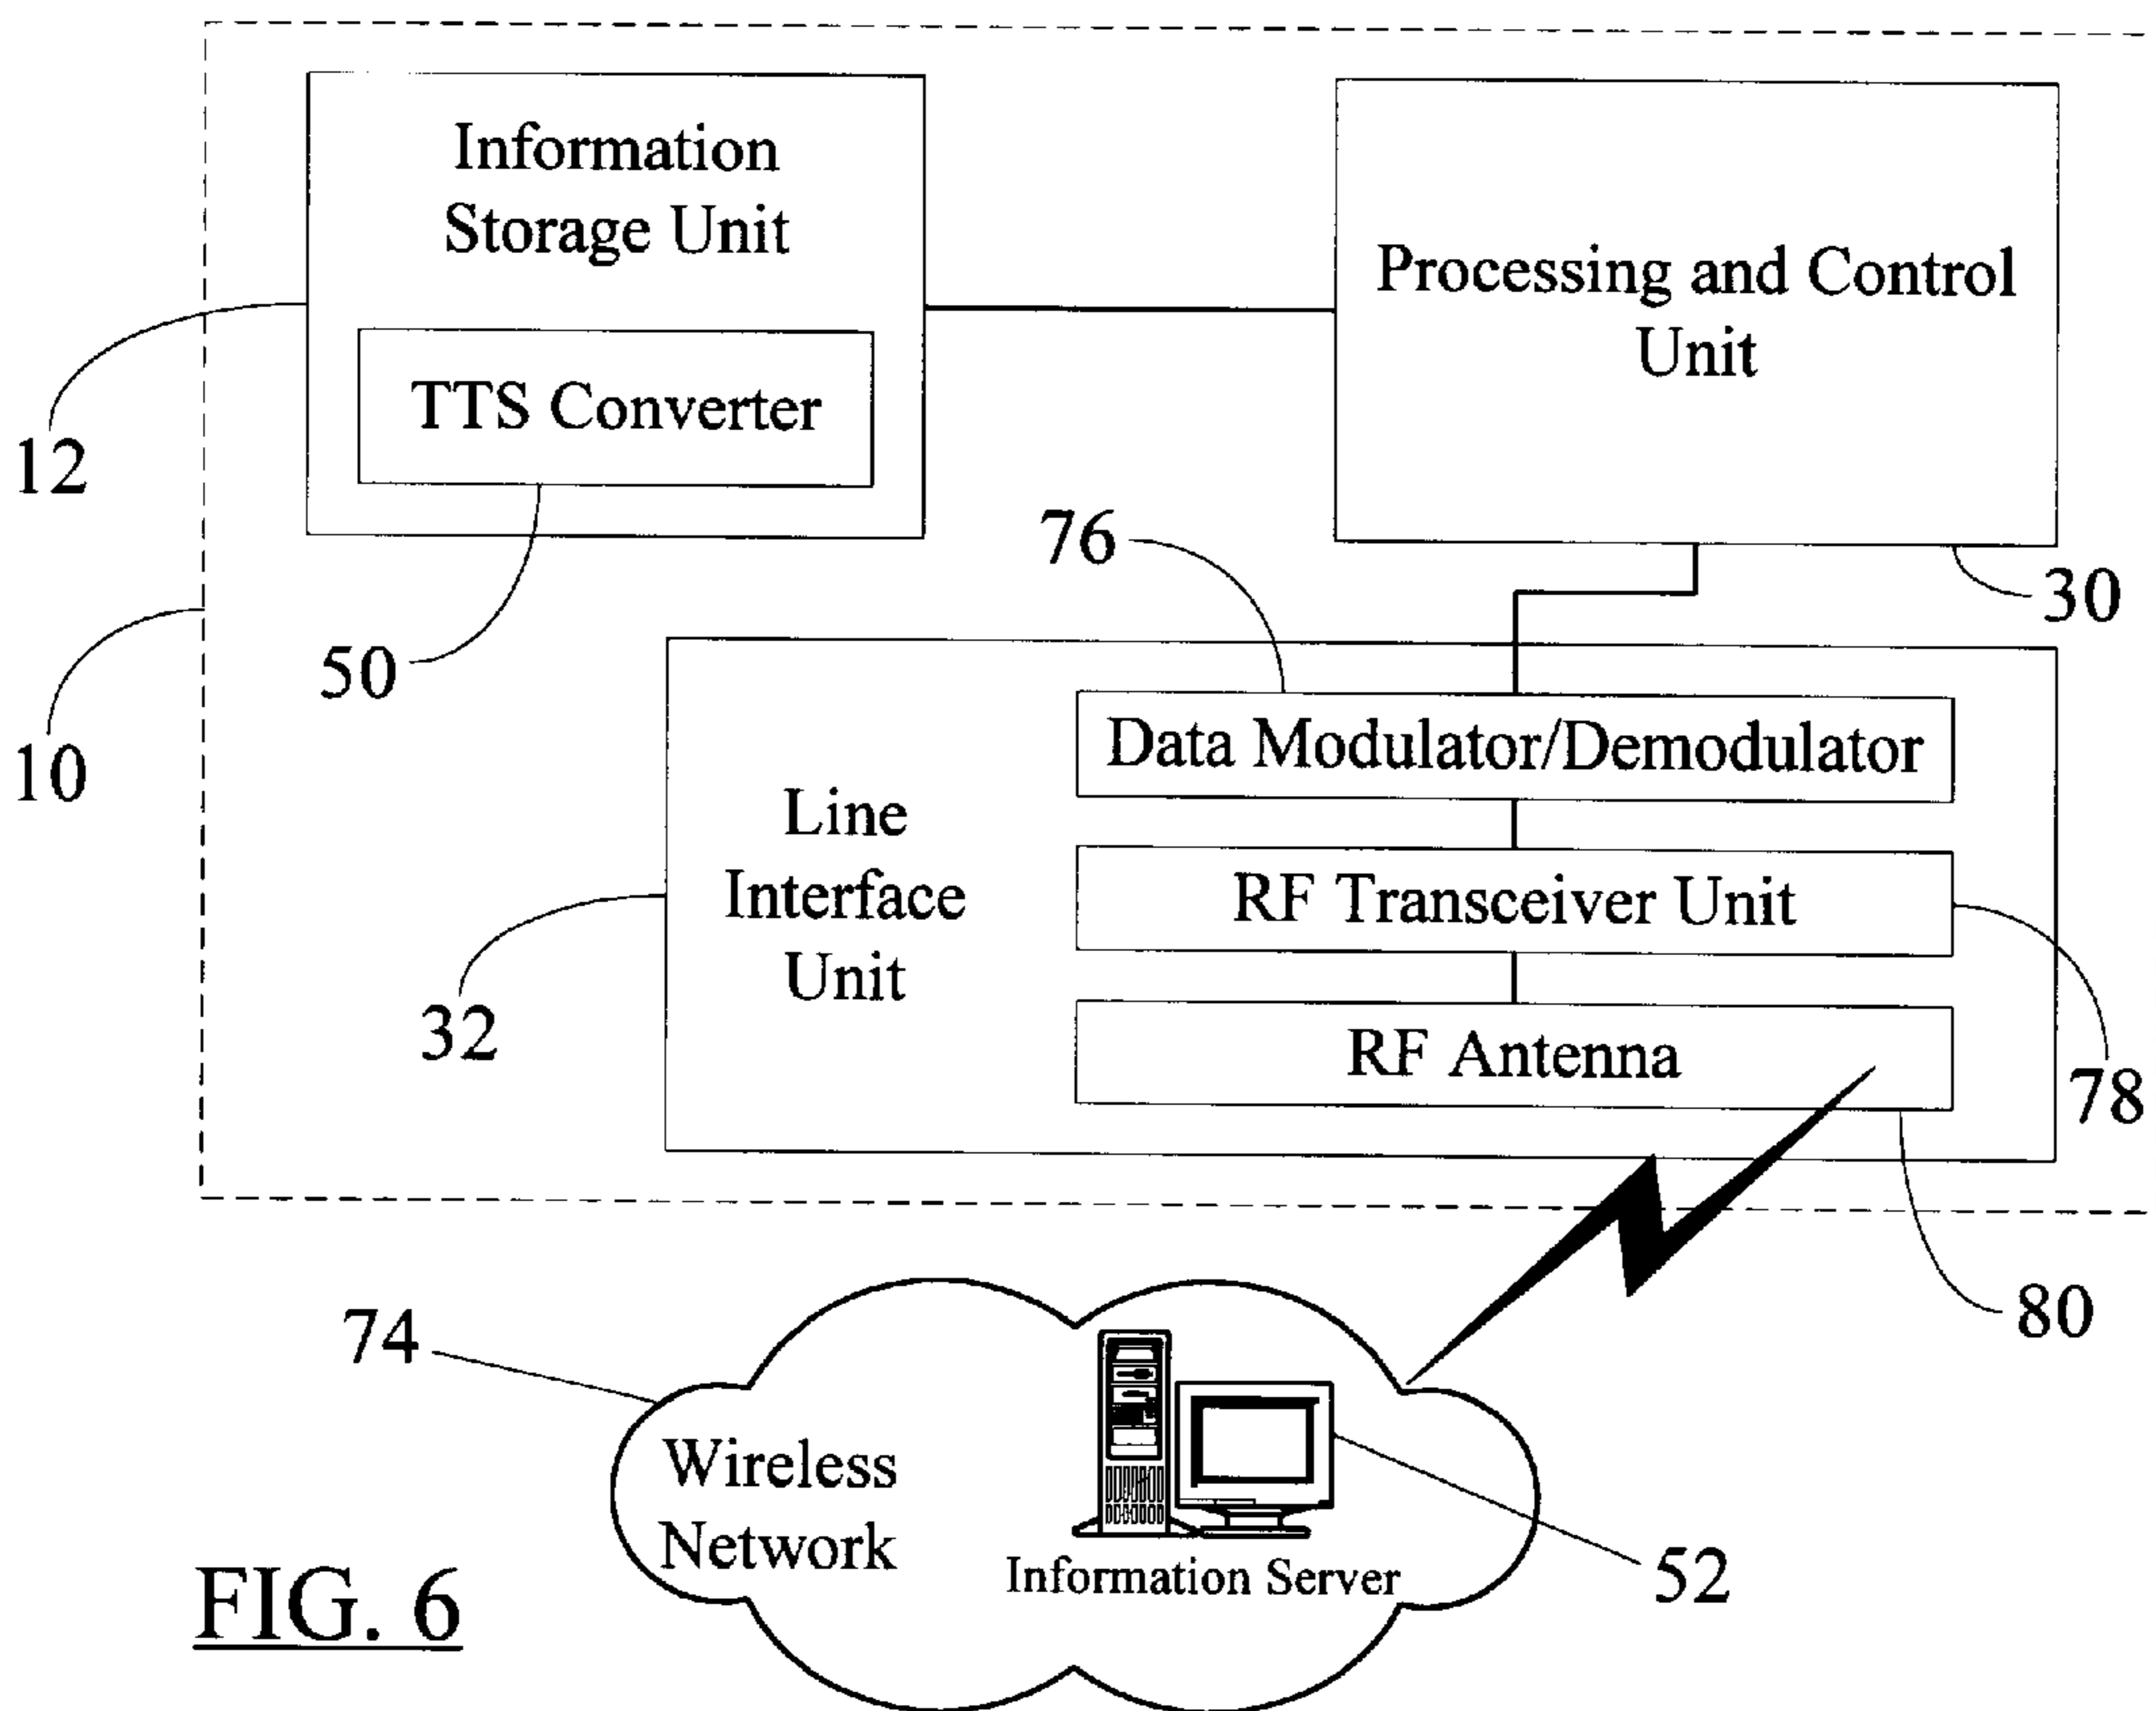 Information
Storage Unit
TTS Converter
Processing and Control
Unit
12
76
30
50
10
Data Modulator/Demodulator
Line
Interface
Unit
RF Transceiver Unit
32
RF Antenna
78
80
74
Wireless
Network
Information Server
52
FIG. 6